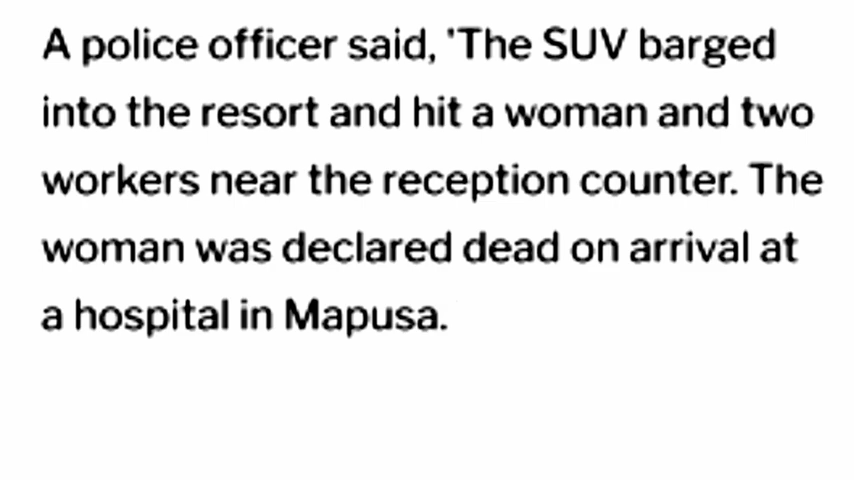 A police officer said, 'The SUV barged
into the resort and hit a woman and two
workers near the reception counter. The
woman was declared dead on arrival at
a hospital in Mapusa.